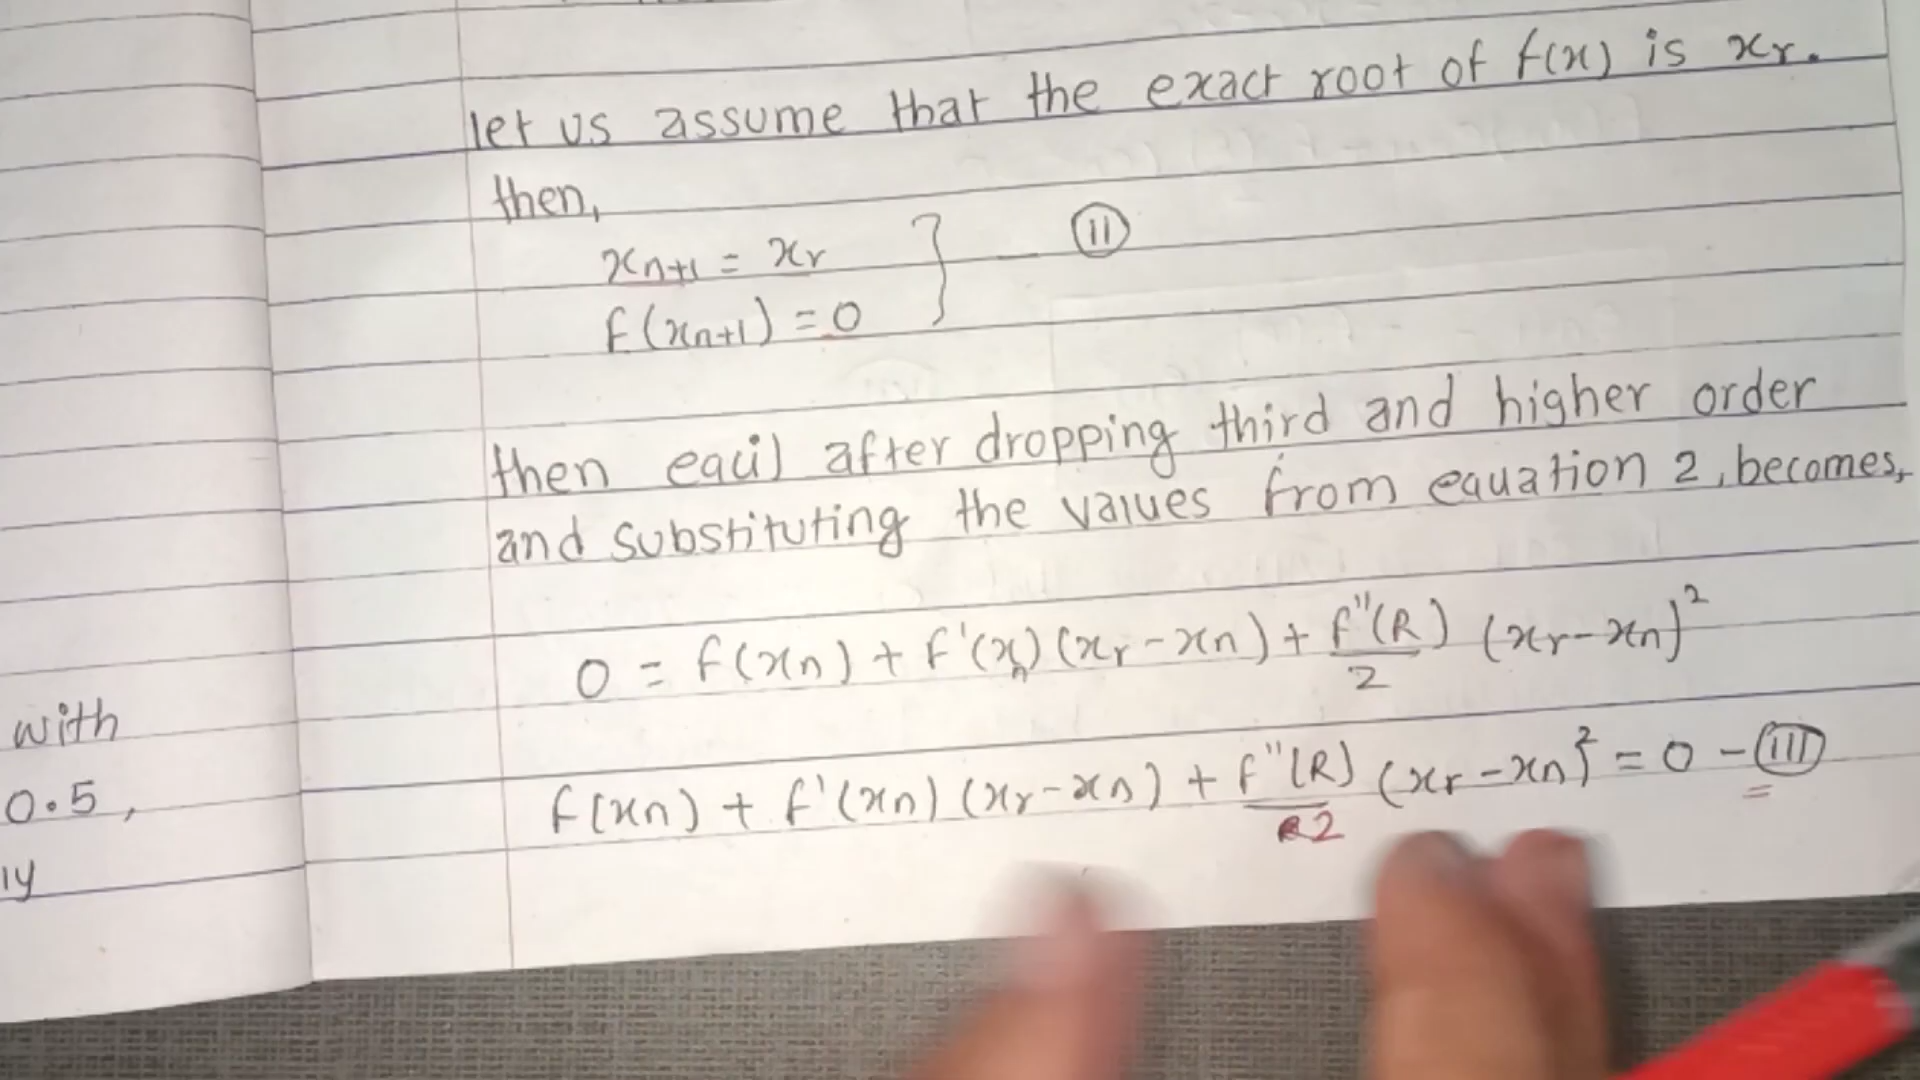 let us assume that the exact root of f(x) is xr.
then,
xn+1 = xr
f(xn+1) = 0 } — (II)
then eq(i) after dropping third and higher order
and substituting the values from equation 2, becomes,
0 = f(xn) + f'(xn) (xr - xn) + f''(R)/2 (xr - xn)²
f(xn) + f'(xn) (xr - xn) + f''(R)/2 (xr - xn)² = 0 - (III)
with
0.5,
ly